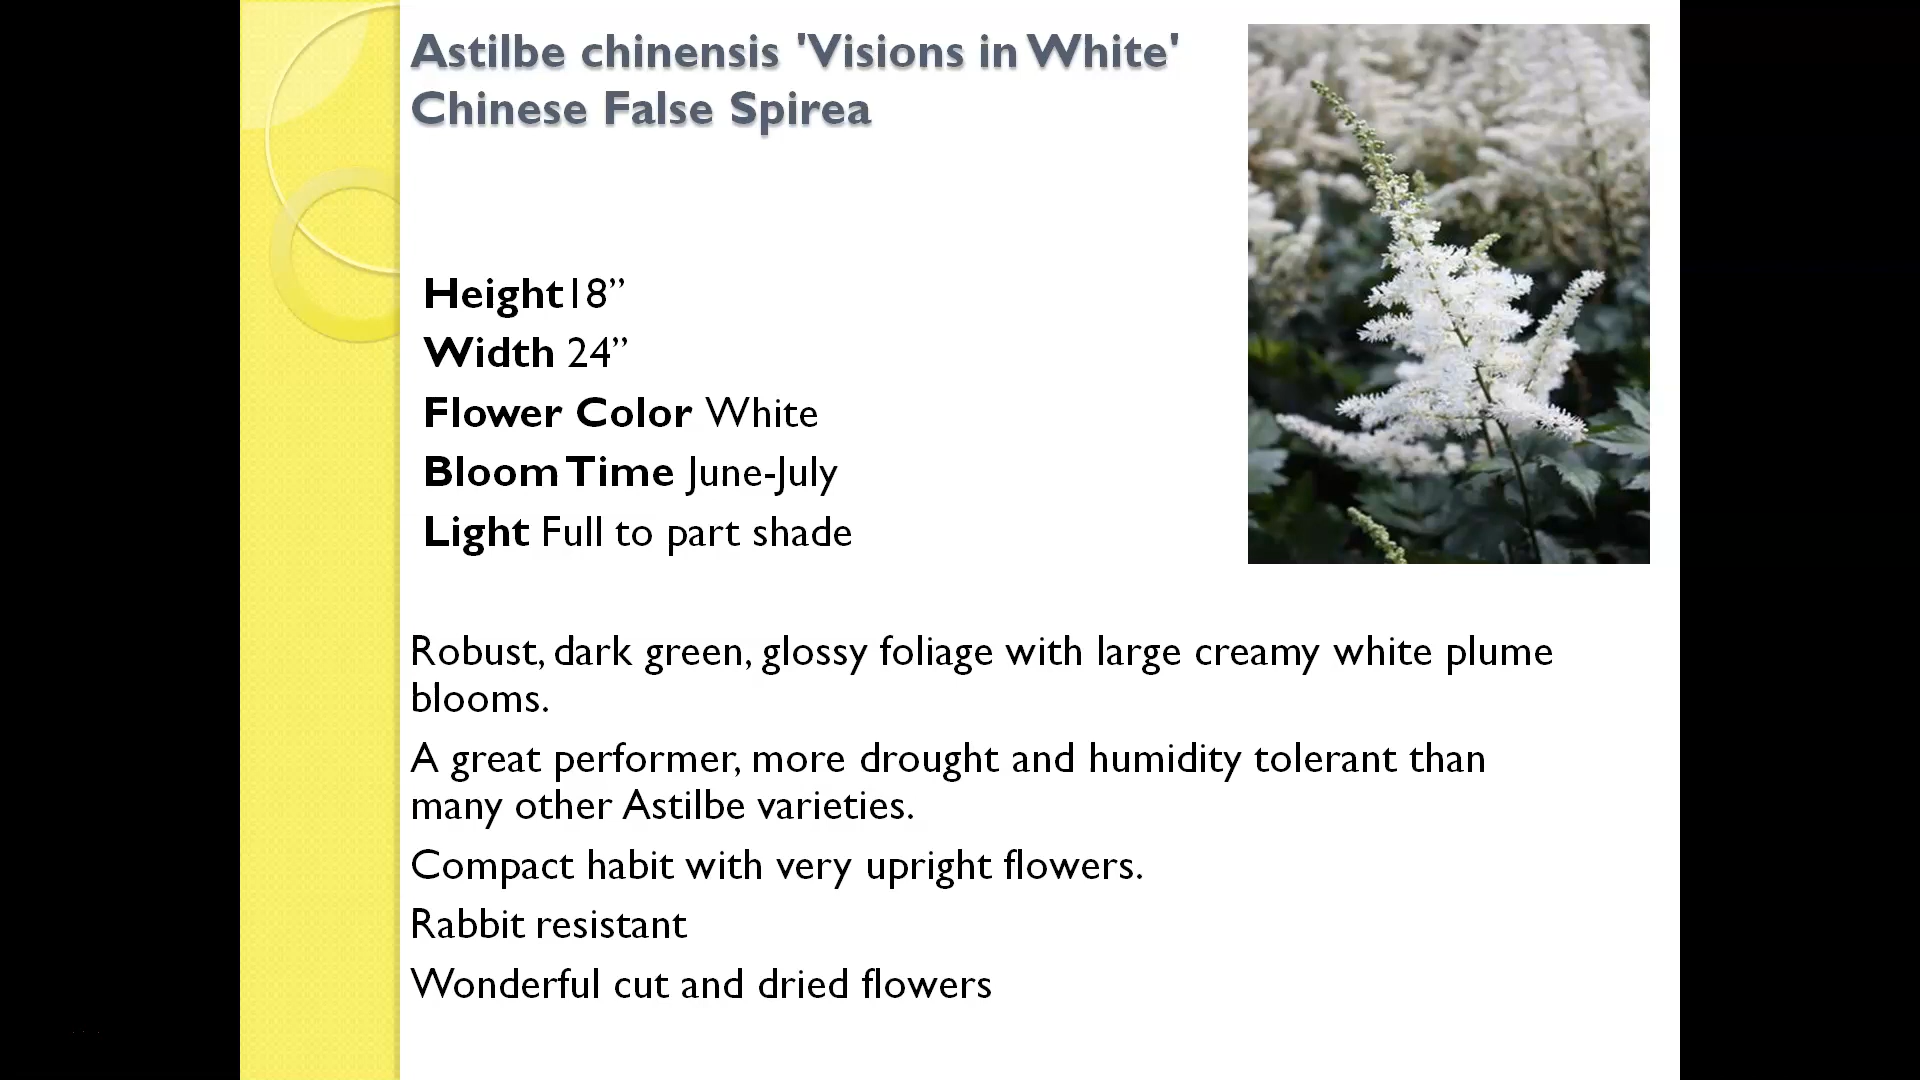 Astilbe chinensis 'Visions in White'
Chinese False Spirea
Height18”
Width 24”
Flower Color White
Bloom Time June-July
Light Full to part shade
Robust, dark green, glossy foliage with large creamy white plume
blooms.
A great performer, more drought and humidity tolerant than
many other Astilbe varieties.
Compact habit with very upright flowers.
Rabbit resistant
Wonderful cut and dried flowers